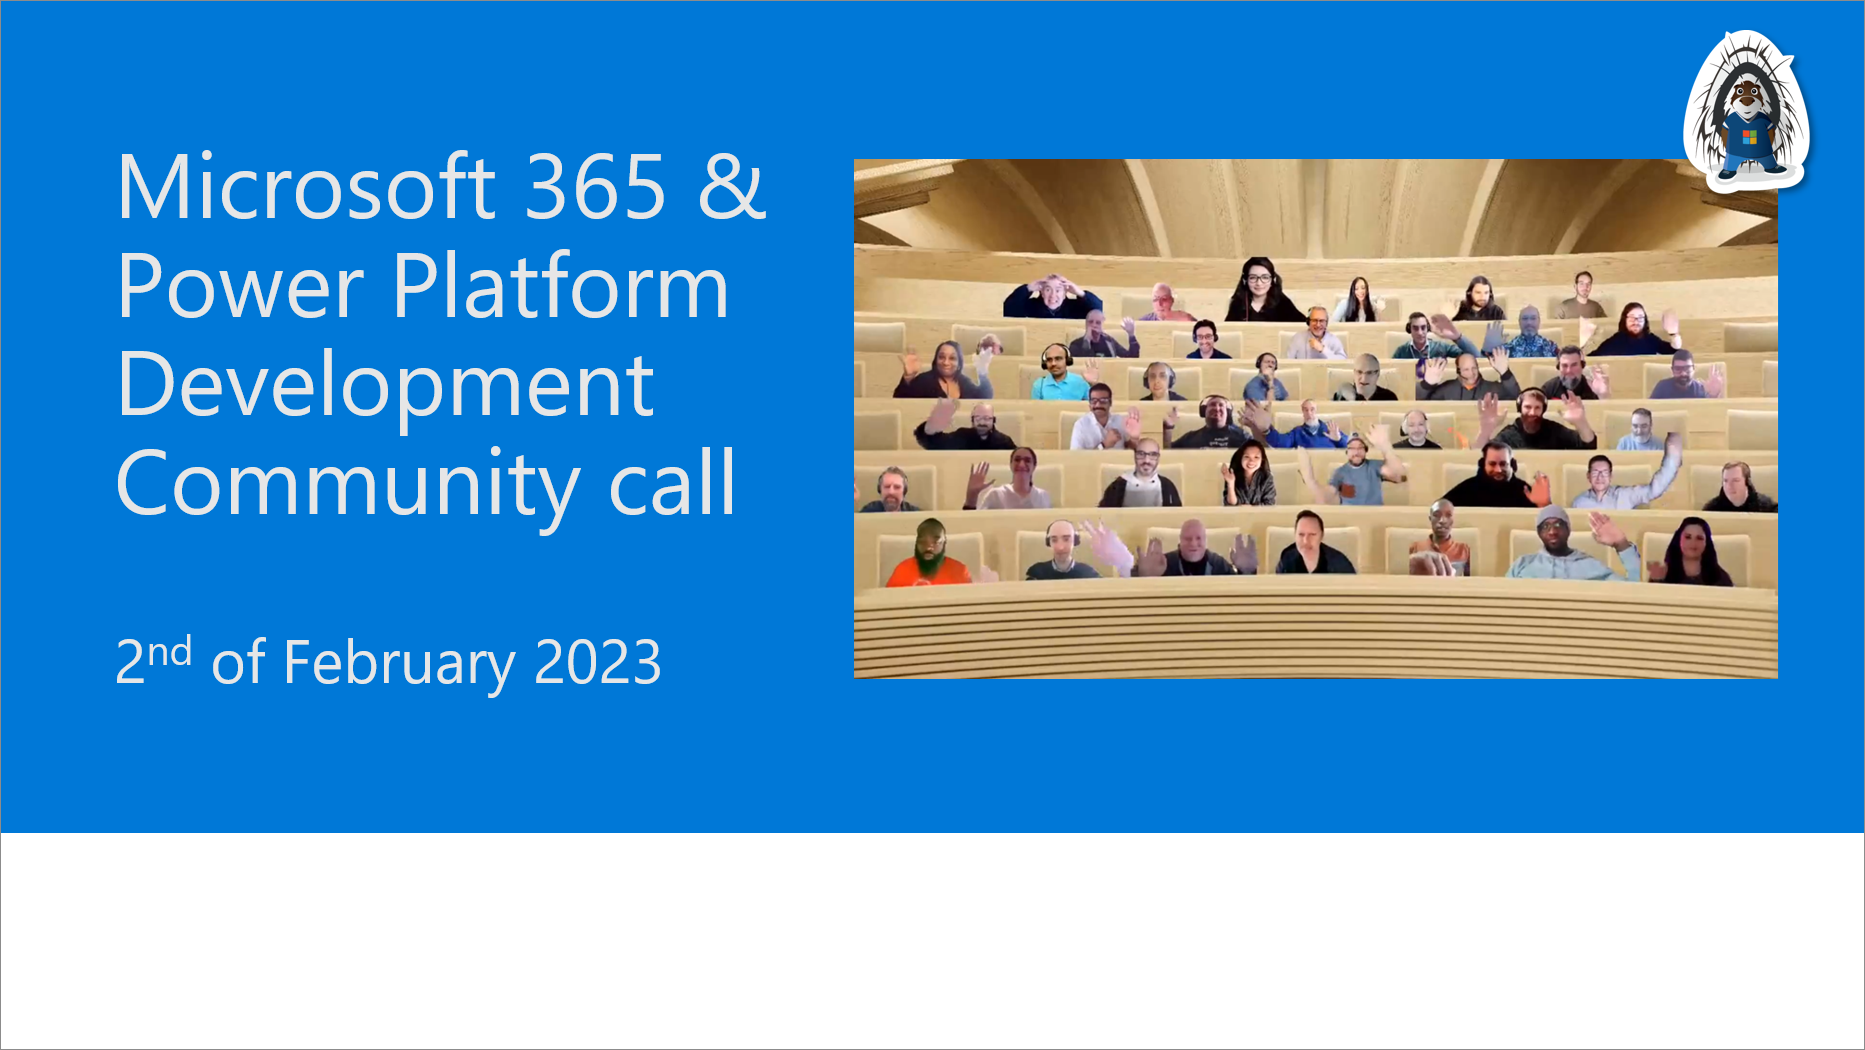 Microsoft 365 &
Power Platform
Development
Community call
2nd of February 2023